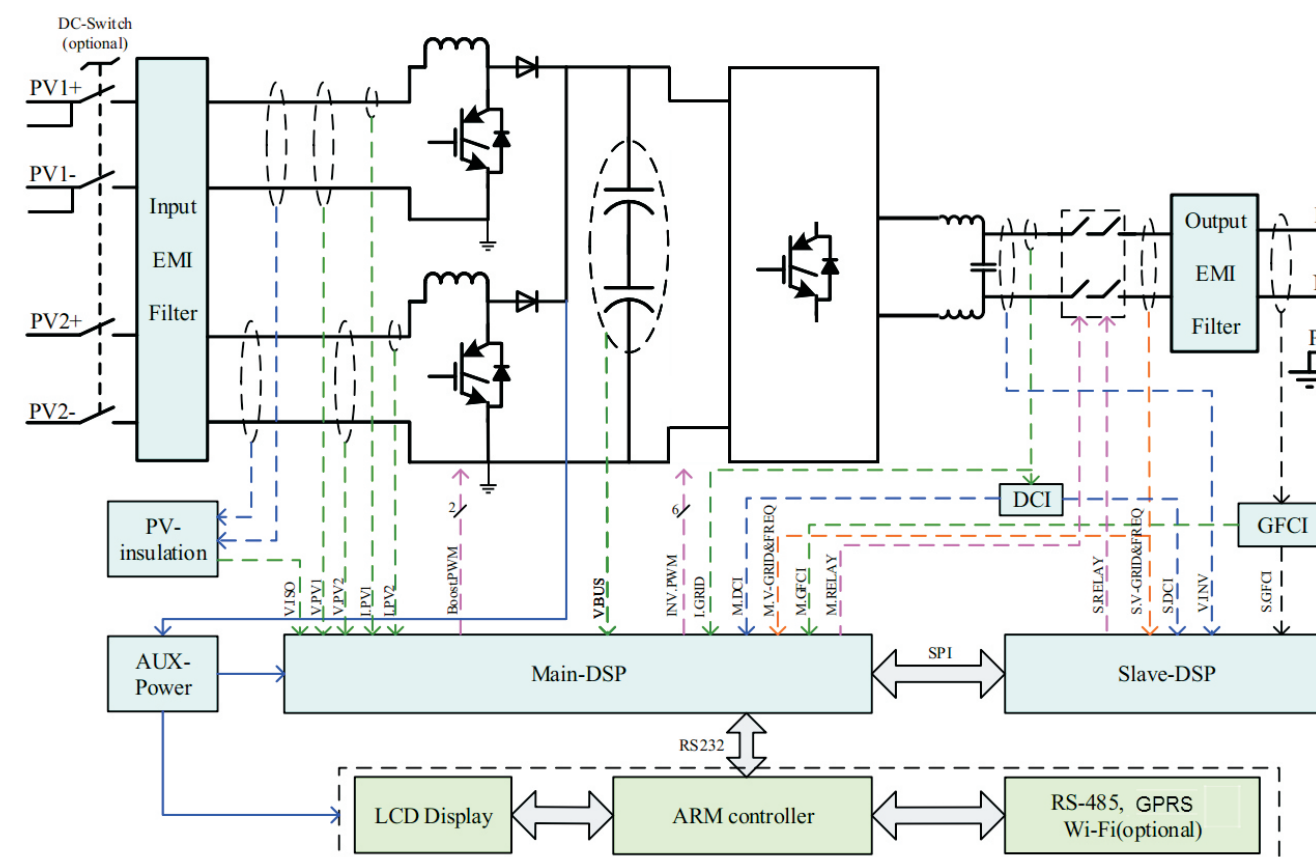 DC-Switch
(optional)
PV1+
PV1-
PV2+
PV2-
Input
EMI
Filter
Output
EMI
Filter
PV-
insulation
DCI
GFCI
V.ISO
V.PV1
V.PV2
I.PV1
I.PV2
BoostPWM
2
VBUS
INV.PWM
6
I.GRID
M.DCI
M.V-GRID&FREQ
M.GFCI
M.RELAY
S.RELAY
S.V-GRID&FREQ
S.DCI
V.INV
S.GFCI
AUX-
Power
Main-DSP
SPI
Slave-DSP
RS232
LCD Display
ARM controller
RS-485, GPRS
Wi-Fi(optional)